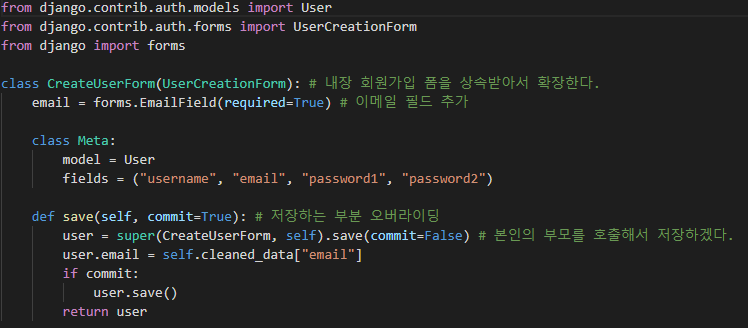 from django.contrib.auth.models import User
from django.contrib.auth.forms import UserCreationForm
from django import forms
class CreateUserForm(UserCreationForm): # 내장 회원가입 폼을 상속받아서 확장한다.
email = forms.EmailField(required=True) # 이메일 필드 추가
class Meta:
model = User
fields = ("username", "email", "password1", "password2")
def save(self, commit=True): # 저장하는 부분 오버라이딩
user = super(CreateUserForm, self).save(commit=False) # 본인의 부모를 호출해서 저장하겠다.
user.email = self.cleaned_data["email"]
if commit:
user.save()
return user